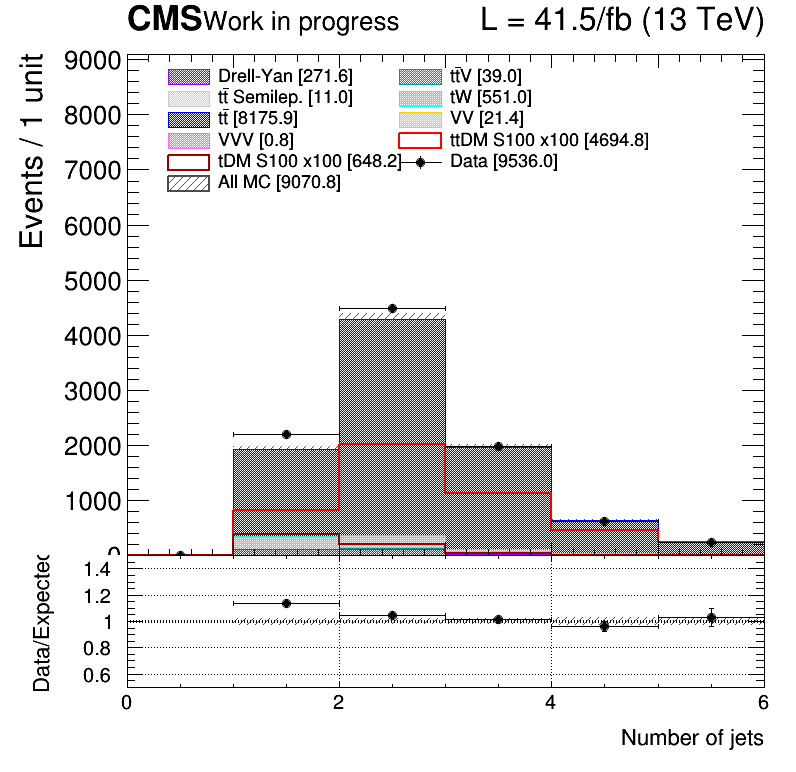 CMS Work in progress L = 41.5/fb (13 TeV)
Events / 1 unit
9000
8000
7000
6000
5000
4000
3000
2000
1000
0
Drell-Yan [271.6] tt̄V [39.0]
tt̄ Semilep. [11.0] tW [551.0]
tt̄ [8175.9] VV [21.4]
VVV [0.8] ttDM S100 x100 [4694.8]
tDM S100 x100 [648.2] Data [9536.0]
All MC [9070.8]
Data/Expected
1.4
1.2
1
0.8
0.6
0 2 4 6
Number of jets